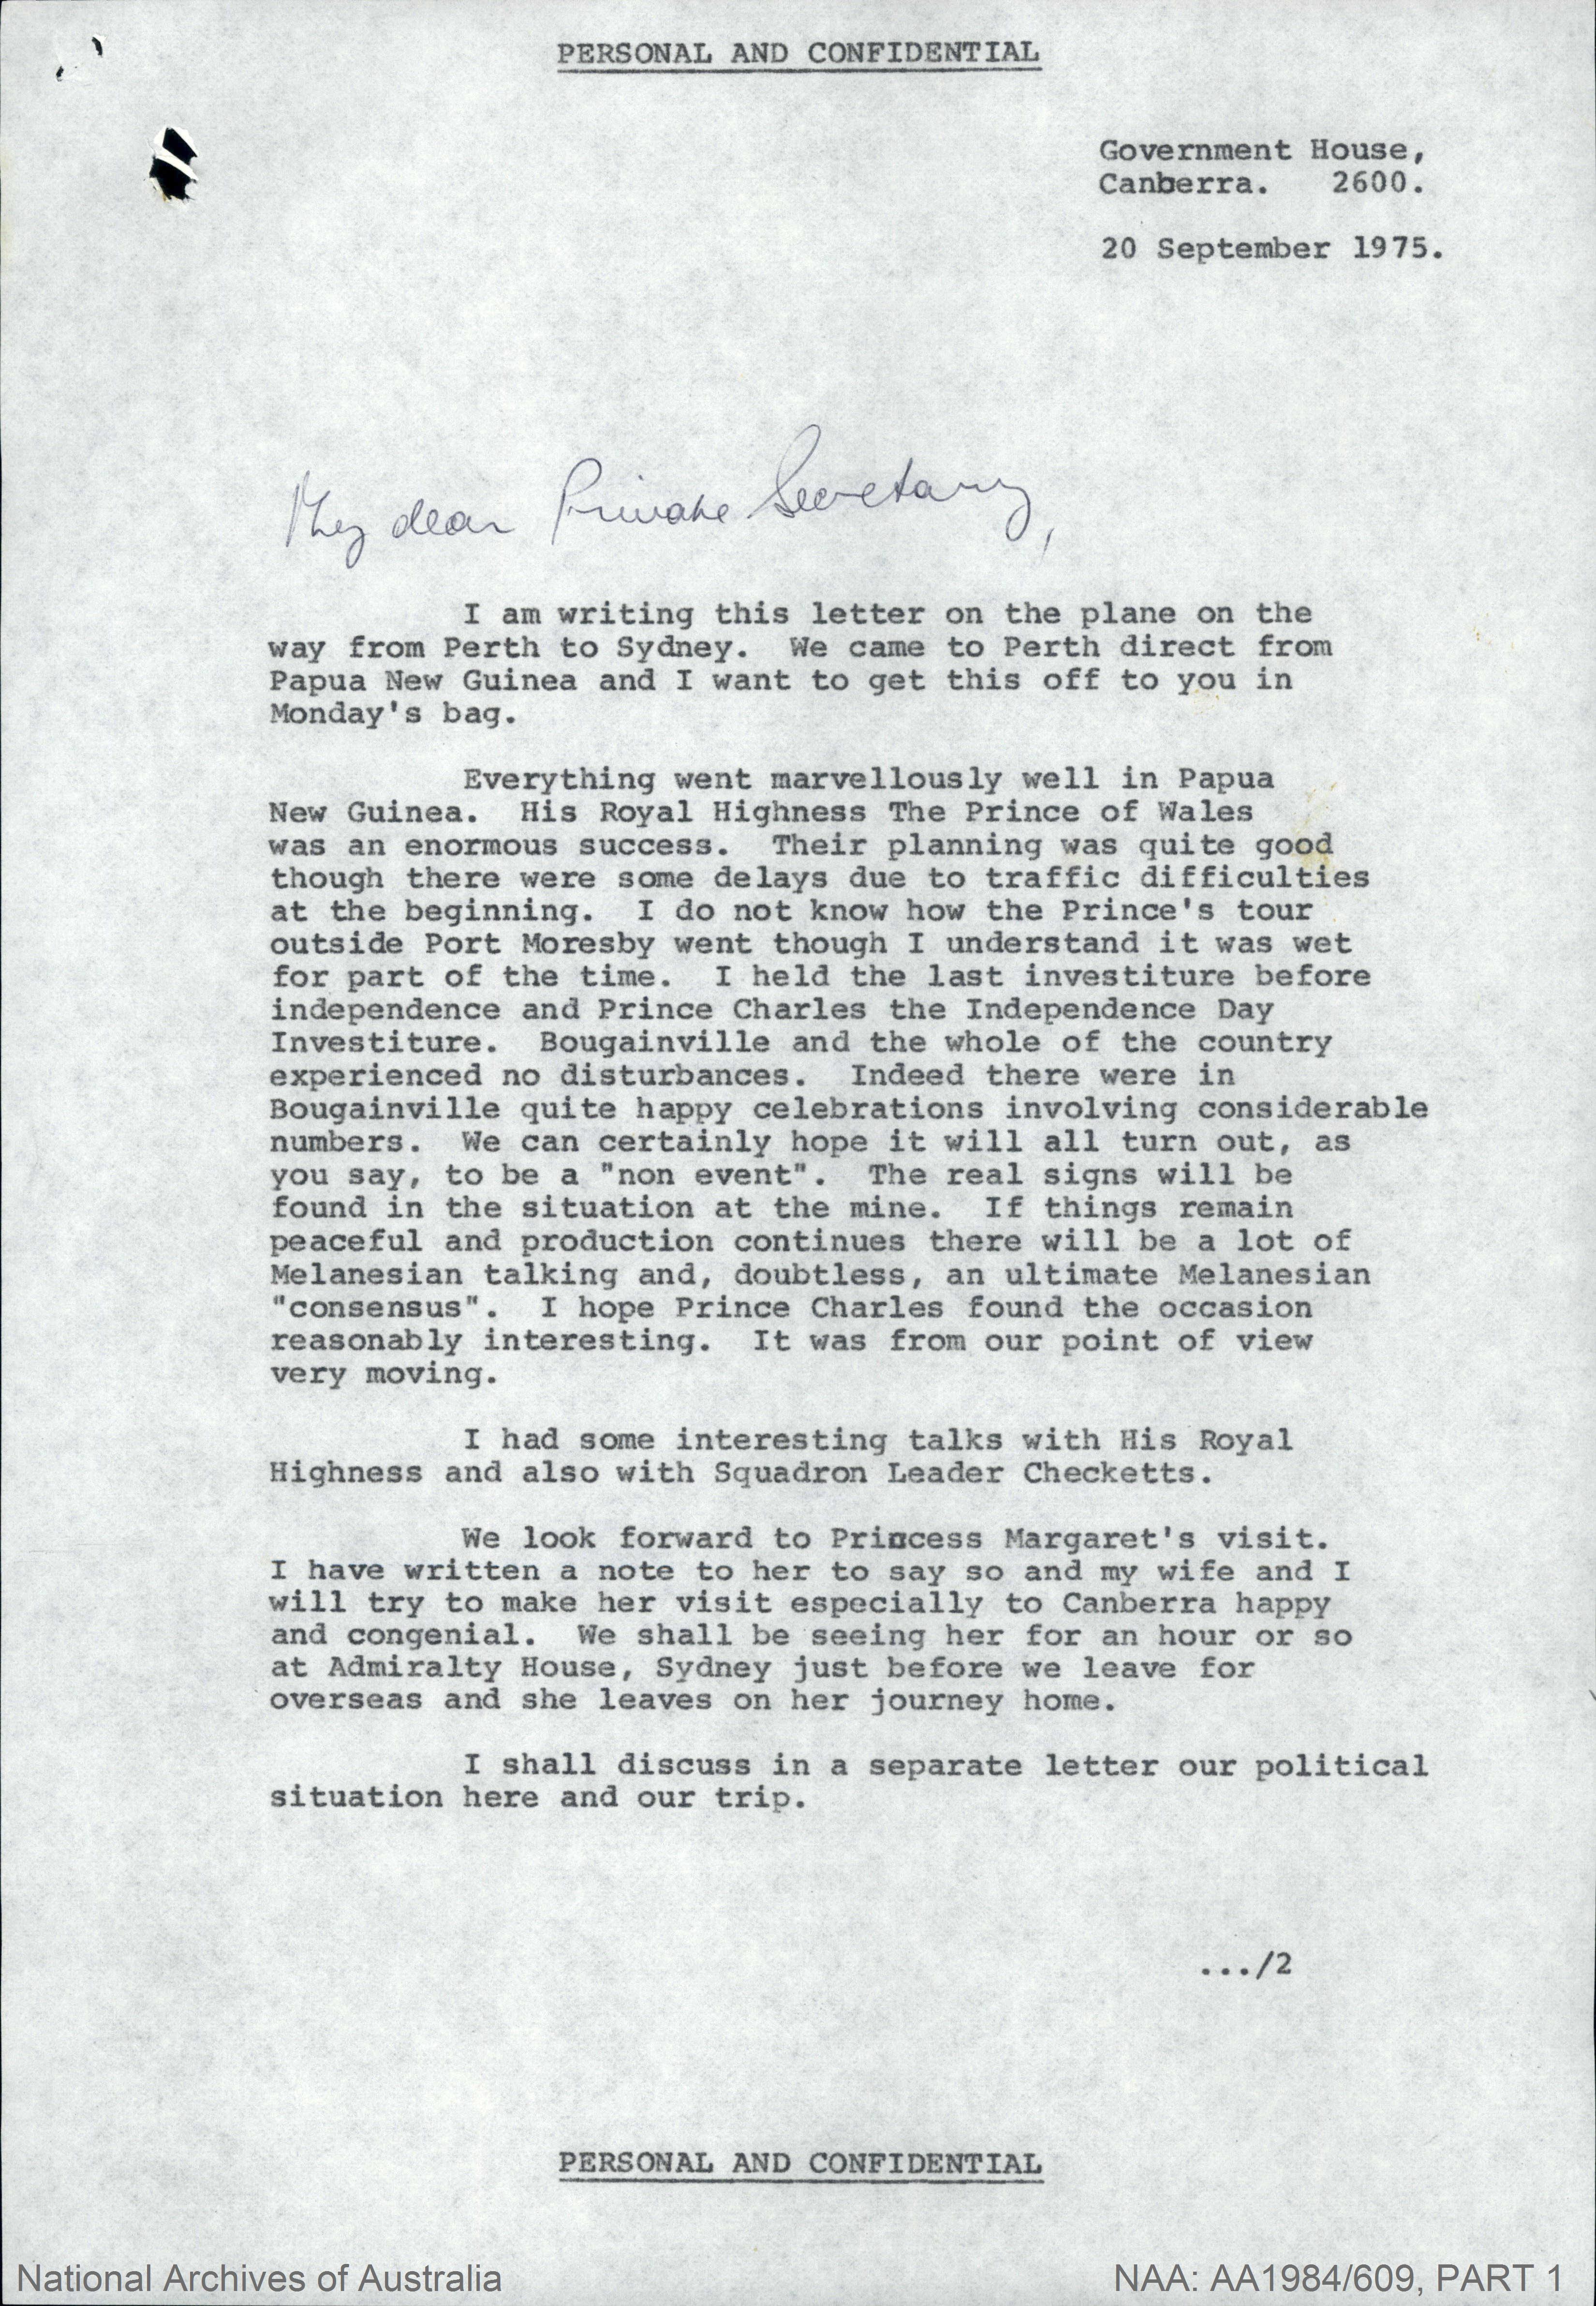 PERSONAL AND CONFIDENTIAL
Government House,
Canberra. 2600.
20 September 1975.
My dear Private Secretary,
I am writing this letter on the plane on the
way from Perth to Sydney. We came to Perth direct from
Papua New Guinea and I want to get this off to you in
Monday's bag.
Everything went marvellously well in Papua
New Guinea. His Royal Highness The Prince of Wales
was an enormous success. Their planning was quite good
though there were some delays due to traffic difficulties
at the beginning. I do not know how the Prince's tour
outside Port Moresby went though I understand it was wet
for part of the time. I held the last investiture before
independence and Prince Charles the Independence Day
Investiture. Bougainville and the whole of the country
experienced no disturbances. Indeed there were in
Bougainville quite happy celebrations involving considerable
numbers. We can certainly hope it will all turn out, as
you say, to be a "non event". The real signs will be
found in the situation at the mine. If things remain
peaceful and production continues there will be a lot of
Melanesian talking and, doubtless, an ultimate Melanesian
"consensus". I hope Prince Charles found the occasion
reasonably interesting. It was from our point of view
very moving.
I had some interesting talks with His Royal
Highness and also with Squadron Leader Checketts.
We look forward to Princess Margaret's visit.
I have written a note to her to say so and my wife and I
will try to make her visit especially to Canberra happy
and congenial. We shall be seeing her for an hour or so
at Admiralty House, Sydney just before we leave for
overseas and she leaves on her journey home.
I shall discuss in a separate letter our political
situation here and our trip.
.../2
PERSONAL AND CONFIDENTIAL
National Archives of Australia
NAA: AA1984/609, PART 1